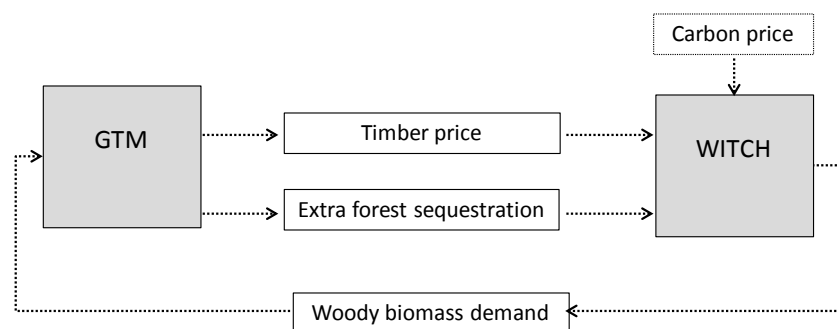 Carbon price
GTM
Timber price
WITCH
Extra forest sequestration
Woody biomass demand